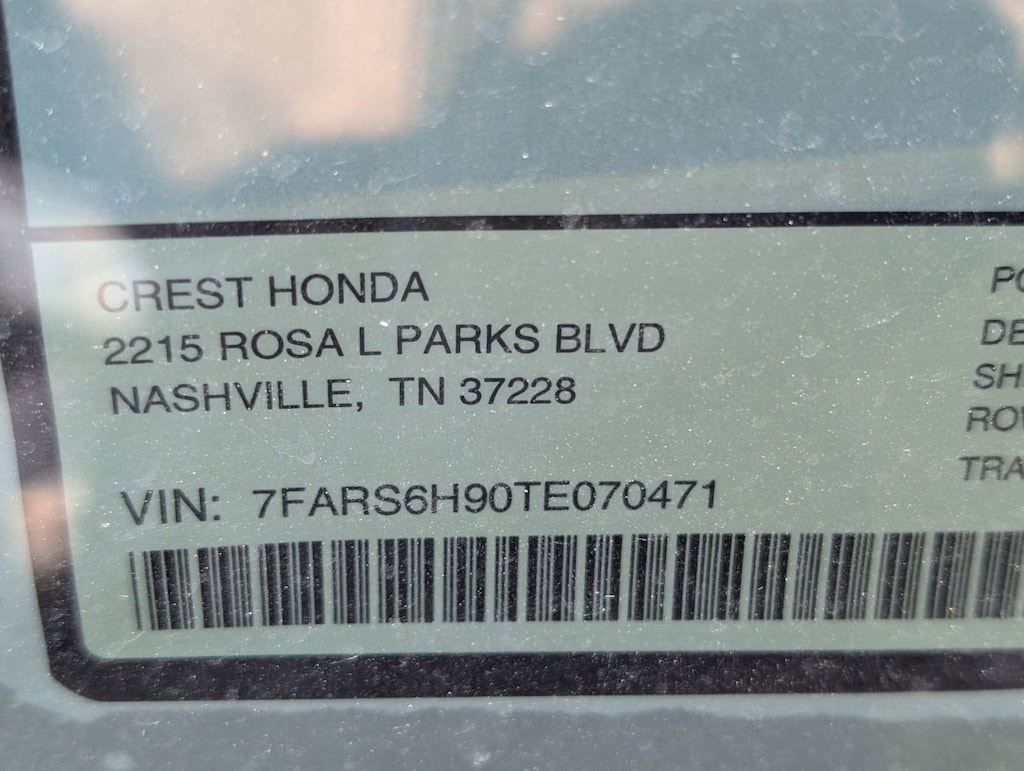 CREST HONDA
2215 ROSA L PARKS BLVD
NASHVILLE, TN 37228
VIN: 7FARS6H90TE070471